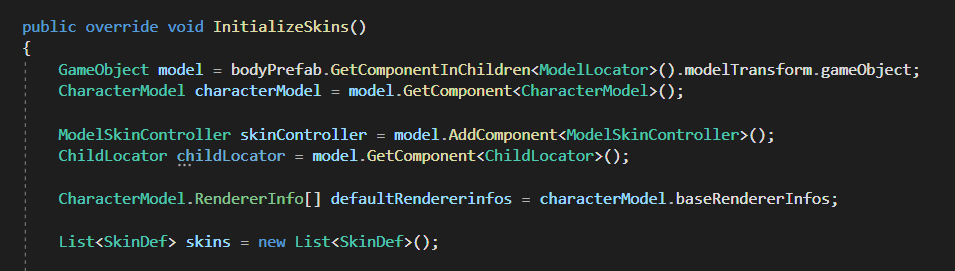 public override void InitializeSkins()
{
GameObject model = bodyPrefab.GetComponentInChildren<ModelLocator>().modelTransform.gameObject;
CharacterModel characterModel = model.GetComponent<CharacterModel>();
ModelSkinController skinController = model.AddComponent<ModelSkinController>();
ChildLocator childLocator = model.GetComponent<ChildLocator>();
CharacterModel.RendererInfo[] defaultRendererinfos = characterModel.baseRendererInfos;
List<SkinDef> skins = new List<SkinDef>();